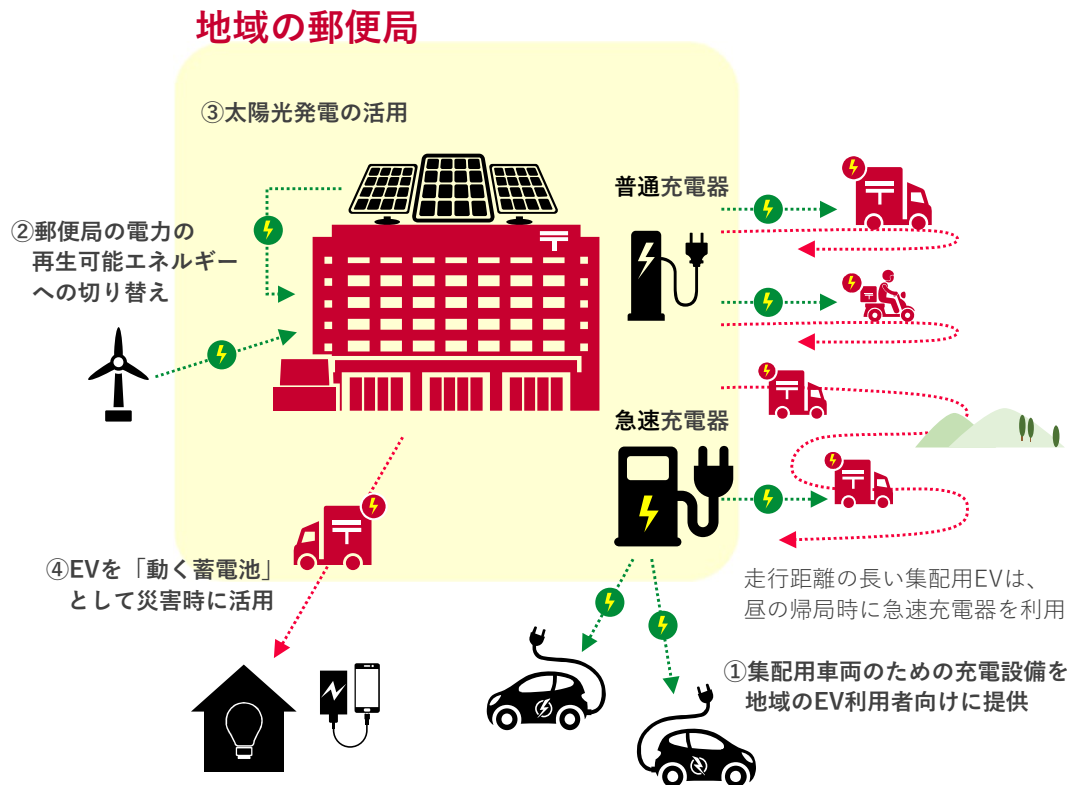 地域の郵便局
③太陽光発電の活用
普通充電器
②郵便局の電力の
再生可能エネルギー
への切り替え
急速充電器
④EVを「動く蓄電池」
として災害時に活用
走行距離の長い集配用EVは、
昼の帰局時に急速充電器を利用
①集配用車両のための充電設備を
地域のEV利用者向けに提供